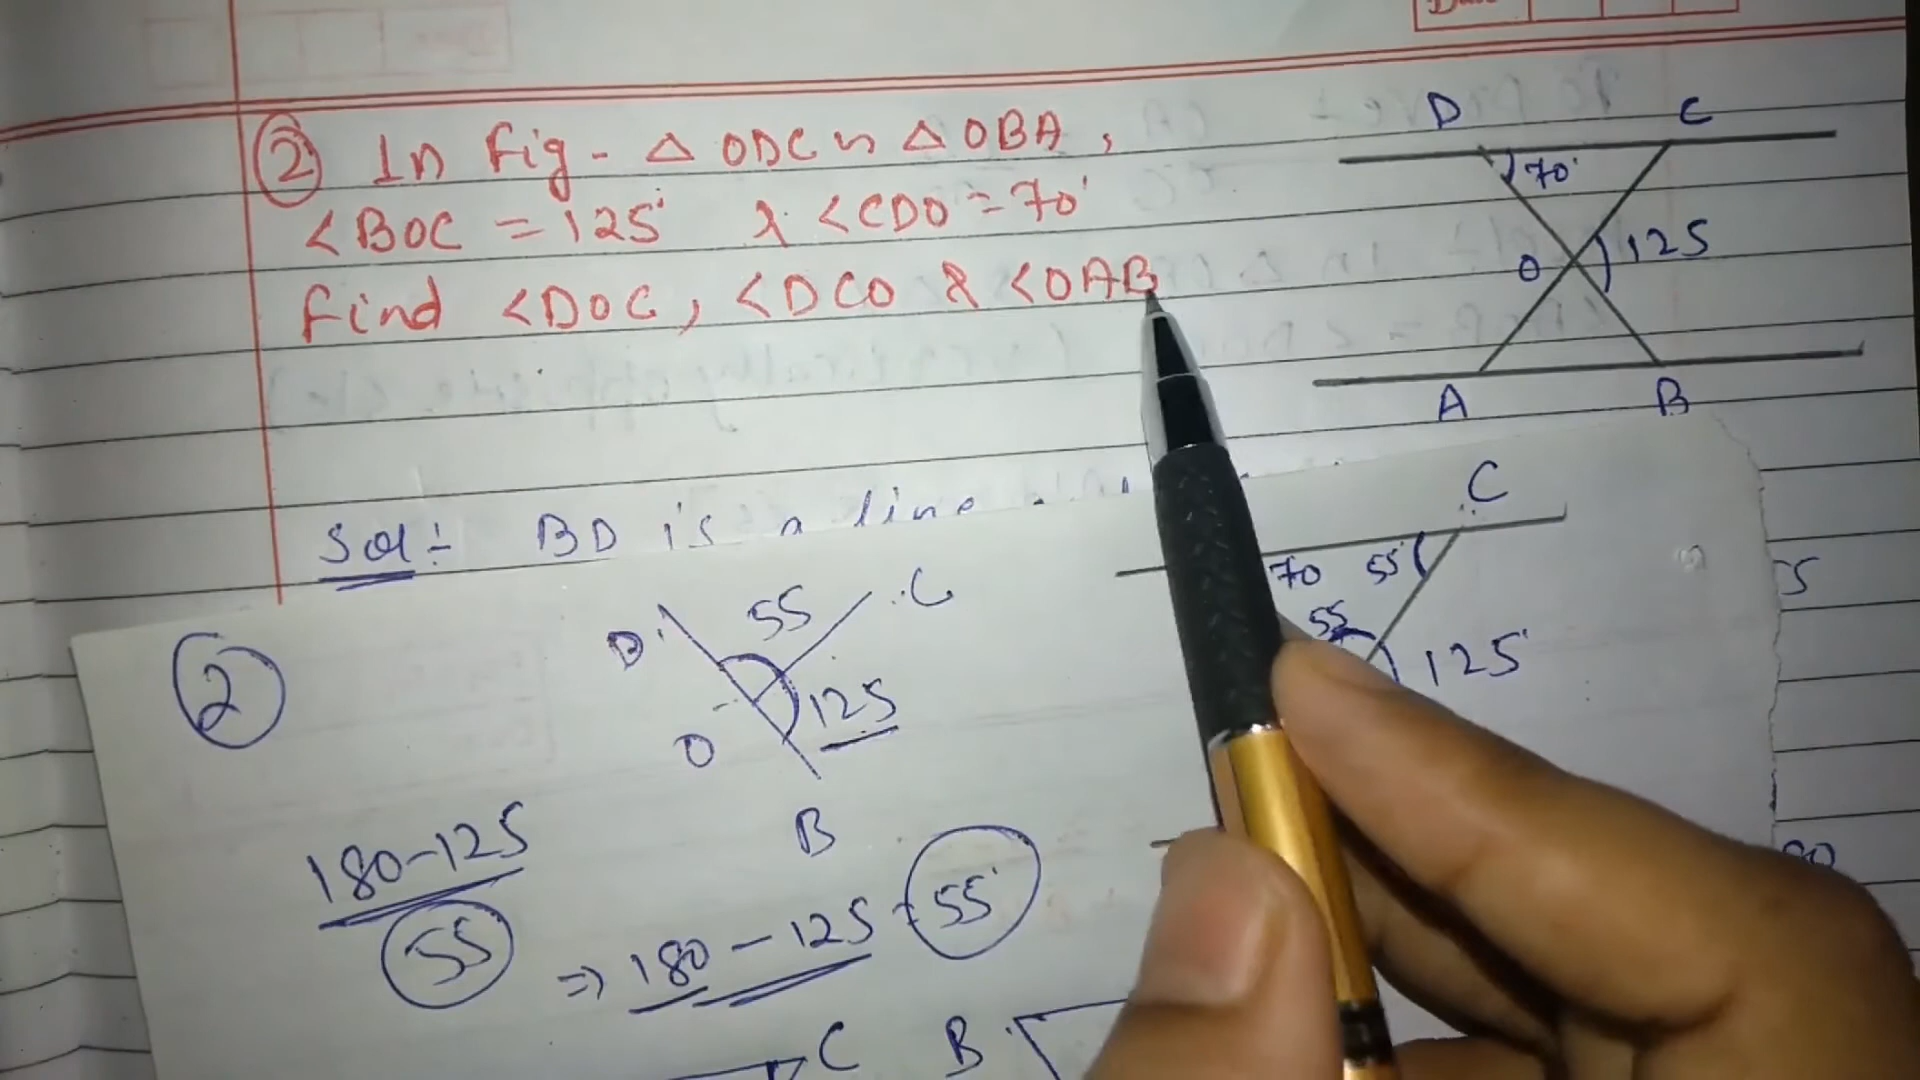 ② In fig - △ ODC ∽ △ OBA,
∠BOC = 125° & ∠CDO = 70°
find ∠DOC, ∠DCO & ∠OAB
D C
70°
O 125
A B
Sol:- BD is a line
②
D 55 C
O 125
B
180-125
55
⇒ 180 - 125 = 55°
C
70 55°
55
125°
C B